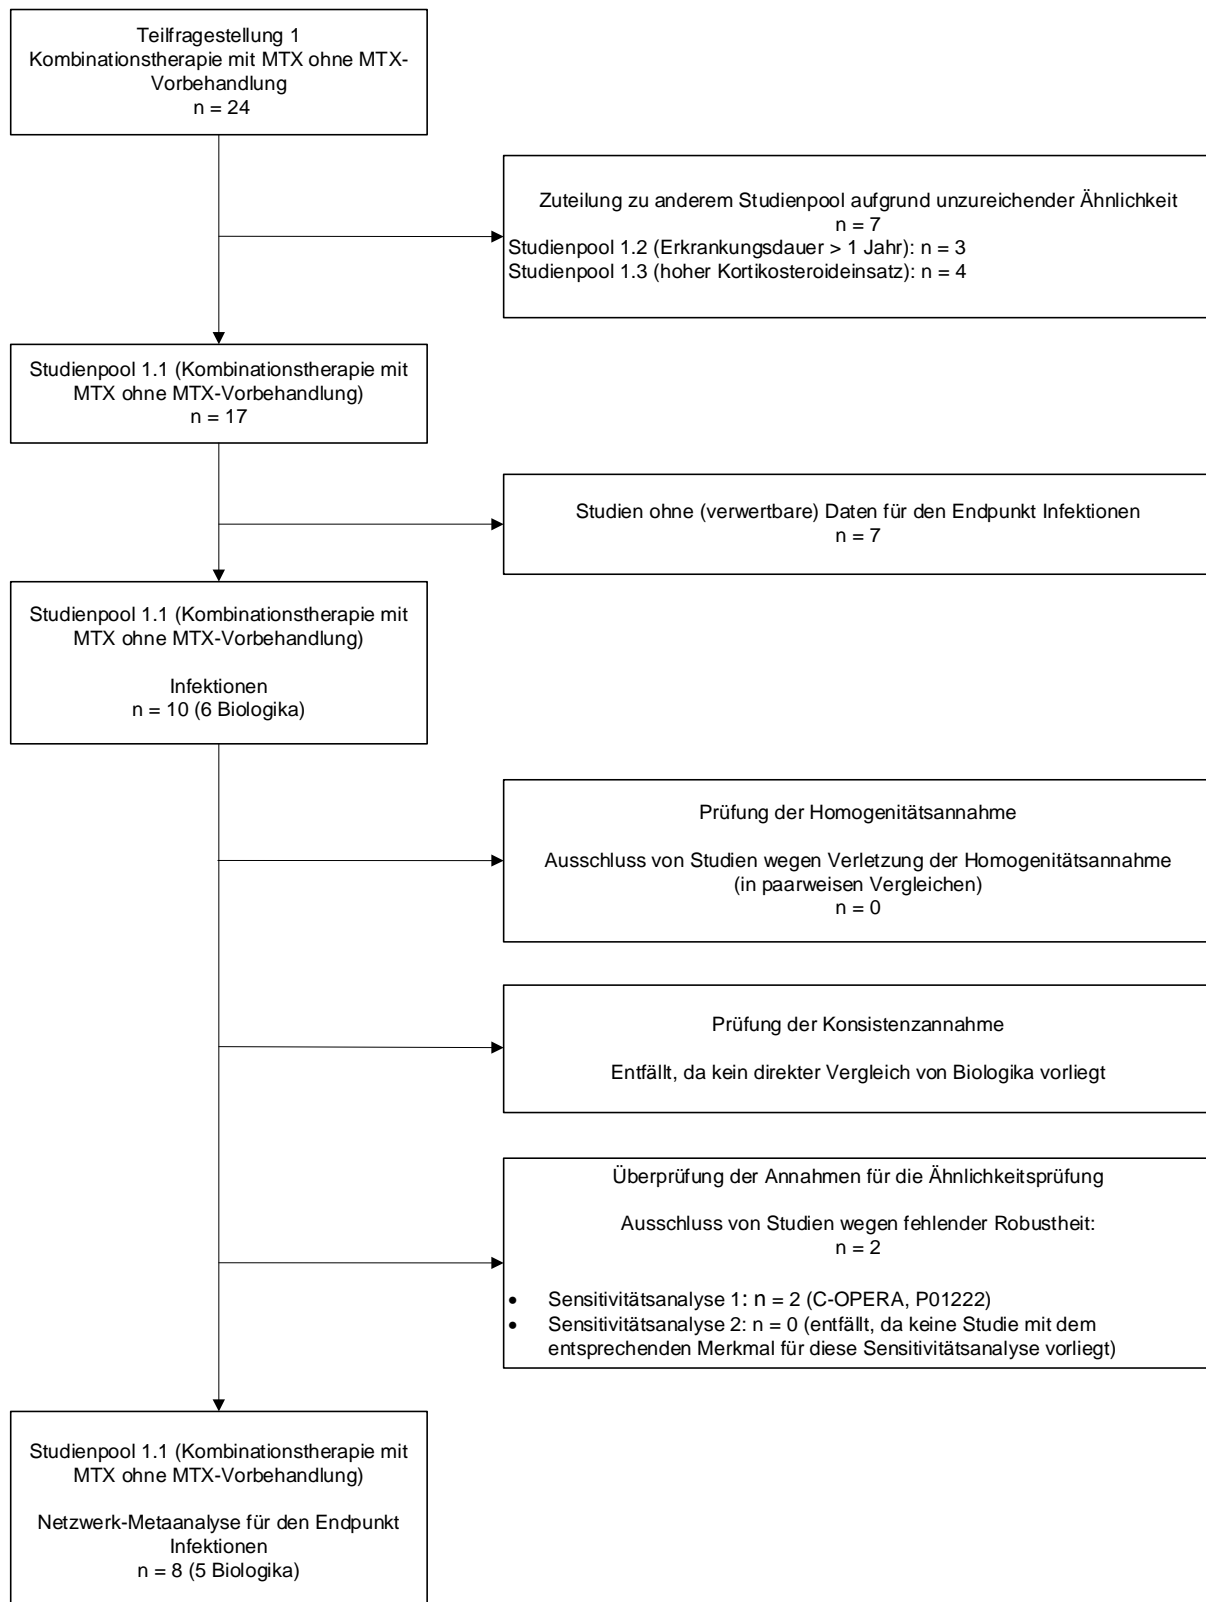 Teilfragestellung 1
Kombinationstherapie mit MTX ohne MTX-
Vorbehandlung
n = 24
Zuteilung zu anderem Studienpool aufgrund unzureichender Ähnlichkeit
n = 7
Studienpool 1.2 (Erkrankungsdauer > 1 Jahr): n = 3
Studienpool 1.3 (hoher Kortikosteroideinsatz): n = 4
Studienpool 1.1 (Kombinationstherapie mit
MTX ohne MTX-Vorbehandlung)
n = 17
Studien ohne (verwertbare) Daten für den Endpunkt Infektionen
n = 7
Studienpool 1.1 (Kombinationstherapie mit
MTX ohne MTX-Vorbehandlung)
Infektionen
n = 10 (6 Biologika)
Prüfung der Homogenitätsannahme
Ausschluss von Studien wegen Verletzung der Homogenitätsannahme
(in paarweisen Vergleichen)
n = 0
Prüfung der Konsistenzannahme
Entfällt, da kein direkter Vergleich von Biologika vorliegt
Überprüfung der Annahmen für die Ähnlichkeitsprüfung
Ausschluss von Studien wegen fehlender Robustheit:
n = 2
• Sensitivitätsanalyse 1: n = 2 (C-OPERA, P01222)
• Sensitivitätsanalyse 2: n = 0 (entfällt, da keine Studie mit dem
entsprechenden Merkmal für diese Sensitivitätsanalyse vorliegt)
Studienpool 1.1 (Kombinationstherapie mit
MTX ohne MTX-Vorbehandlung)
Netzwerk-Metaanalyse für den Endpunkt
Infektionen
n = 8 (5 Biologika)